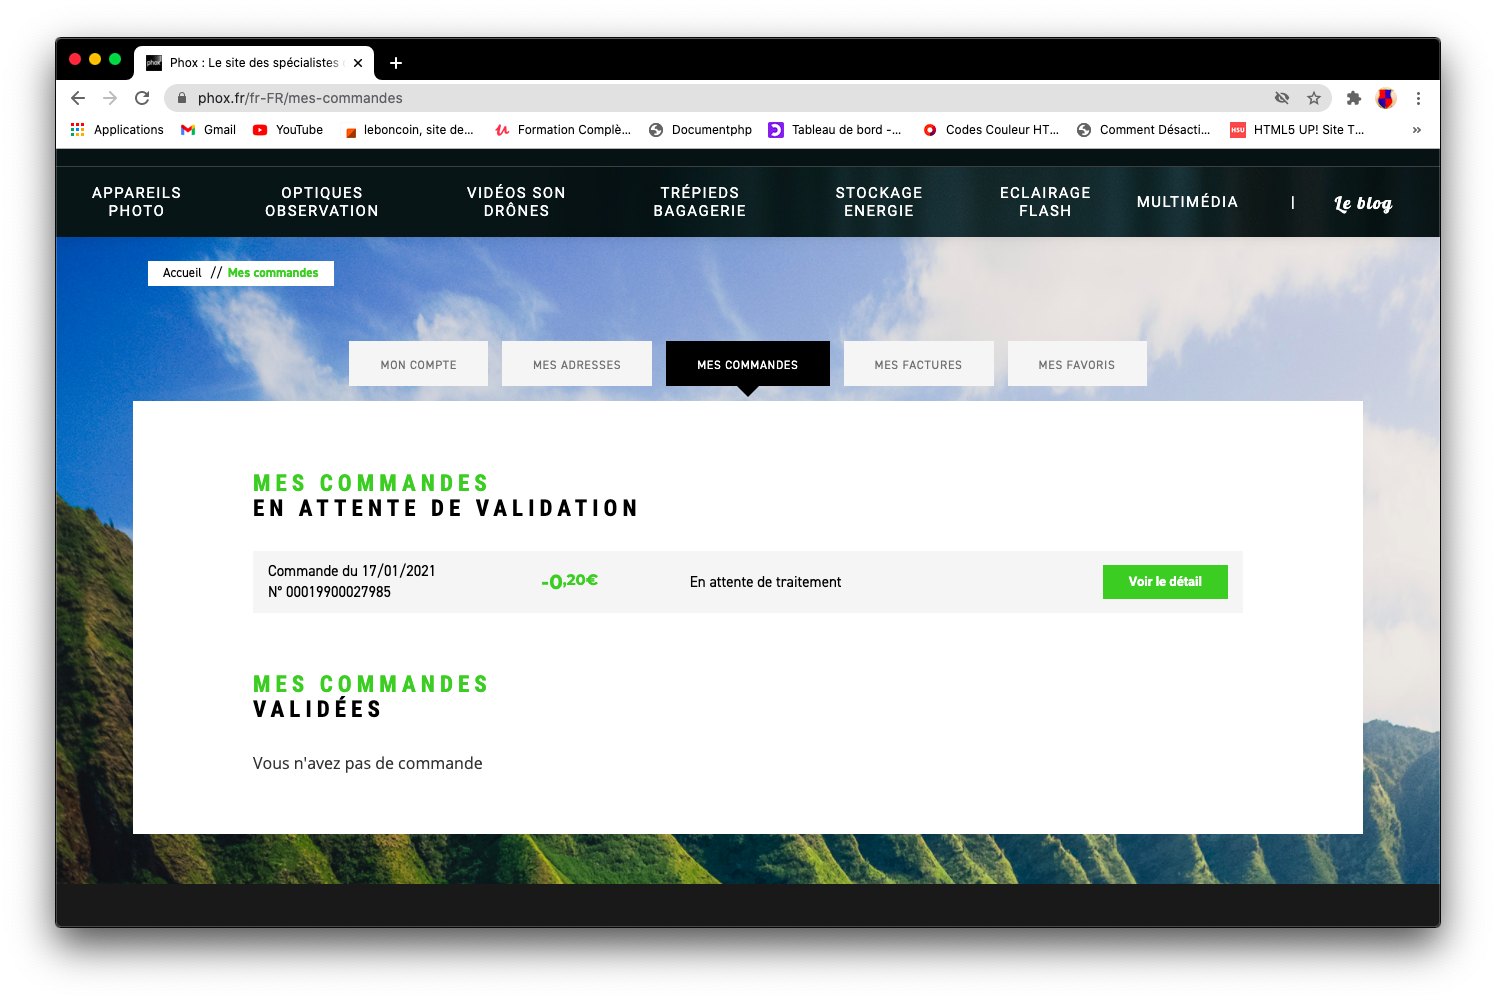 Phox : Le site des spécialistes
phox.fr/fr-FR/mes-commandes
Applications Gmail YouTube leboncoin, site de... Formation Complè... Documentphp Tableau de bord -... Codes Couleur HT... Comment Désacti... HTML5 UP! Site T... »
APPAREILS PHOTO
OPTIQUES OBSERVATION
VIDÉOS SON DRÔNES
TRÉPIEDS BAGAGERIE
STOCKAGE ENERGIE
ECLAIRAGE FLASH
MULTIMÉDIA
|
Le blog
Accueil // Mes commandes
MON COMPTE MES ADRESSES MES COMMANDES MES FACTURES MES FAVORIS
MES COMMANDES
EN ATTENTE DE VALIDATION
Commande du 17/01/2021
N° 00019900027985
-0,20€
En attente de traitement
Voir le détail
MES COMMANDES
VALIDÉES
Vous n'avez pas de commande